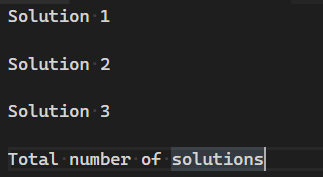 Solution 1
Solution 2
Solution 3
Total number of solutions